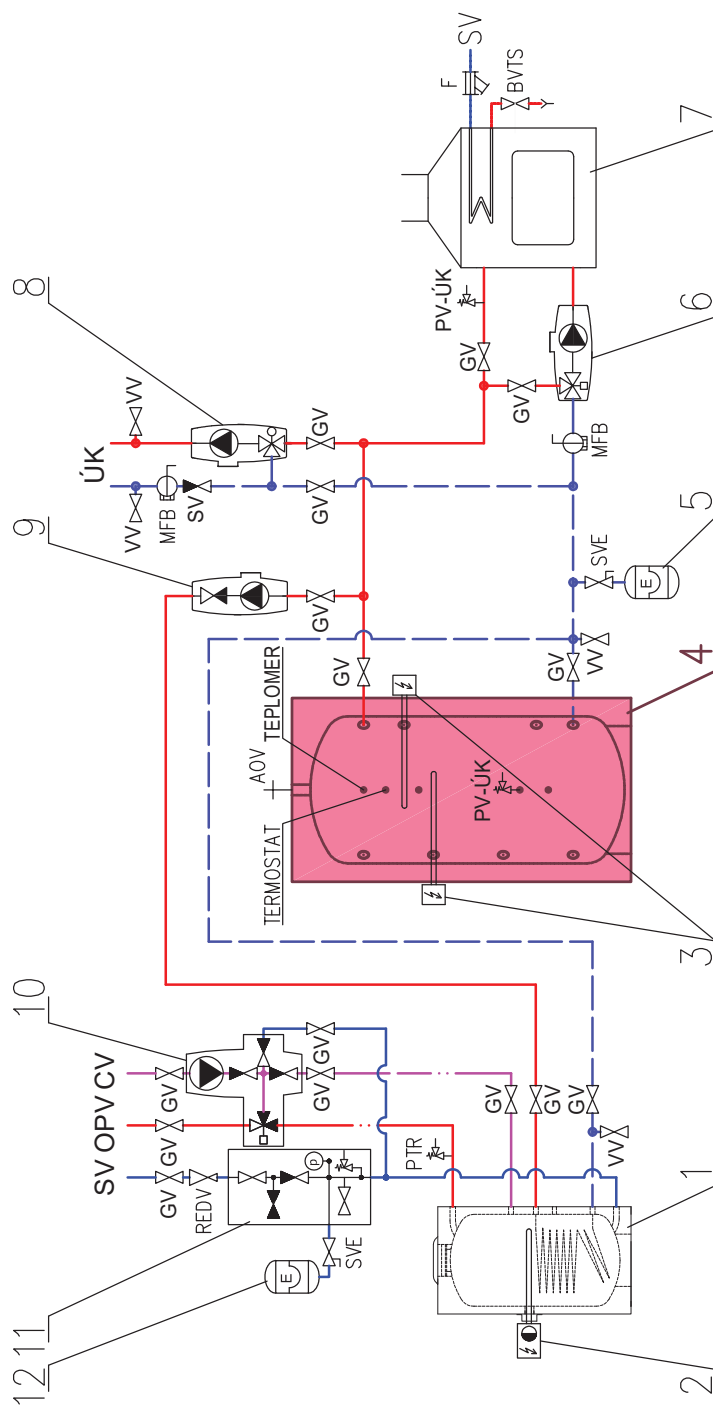 12 11 10 9 8
SV OPV CV ÚK
VV VV
GV GV GV MFB
SV
REDV
AOV
TERMOSTAT TEPLOMER
E
p
GV GV GV GV GV
GV
SVE
PTR
PV-ÚK F SV
GV
PV-ÚK
GV
BVTS
GV
GV
GV GV
VV SVE MFB
VV
E
2 1 3 4 5 6 7